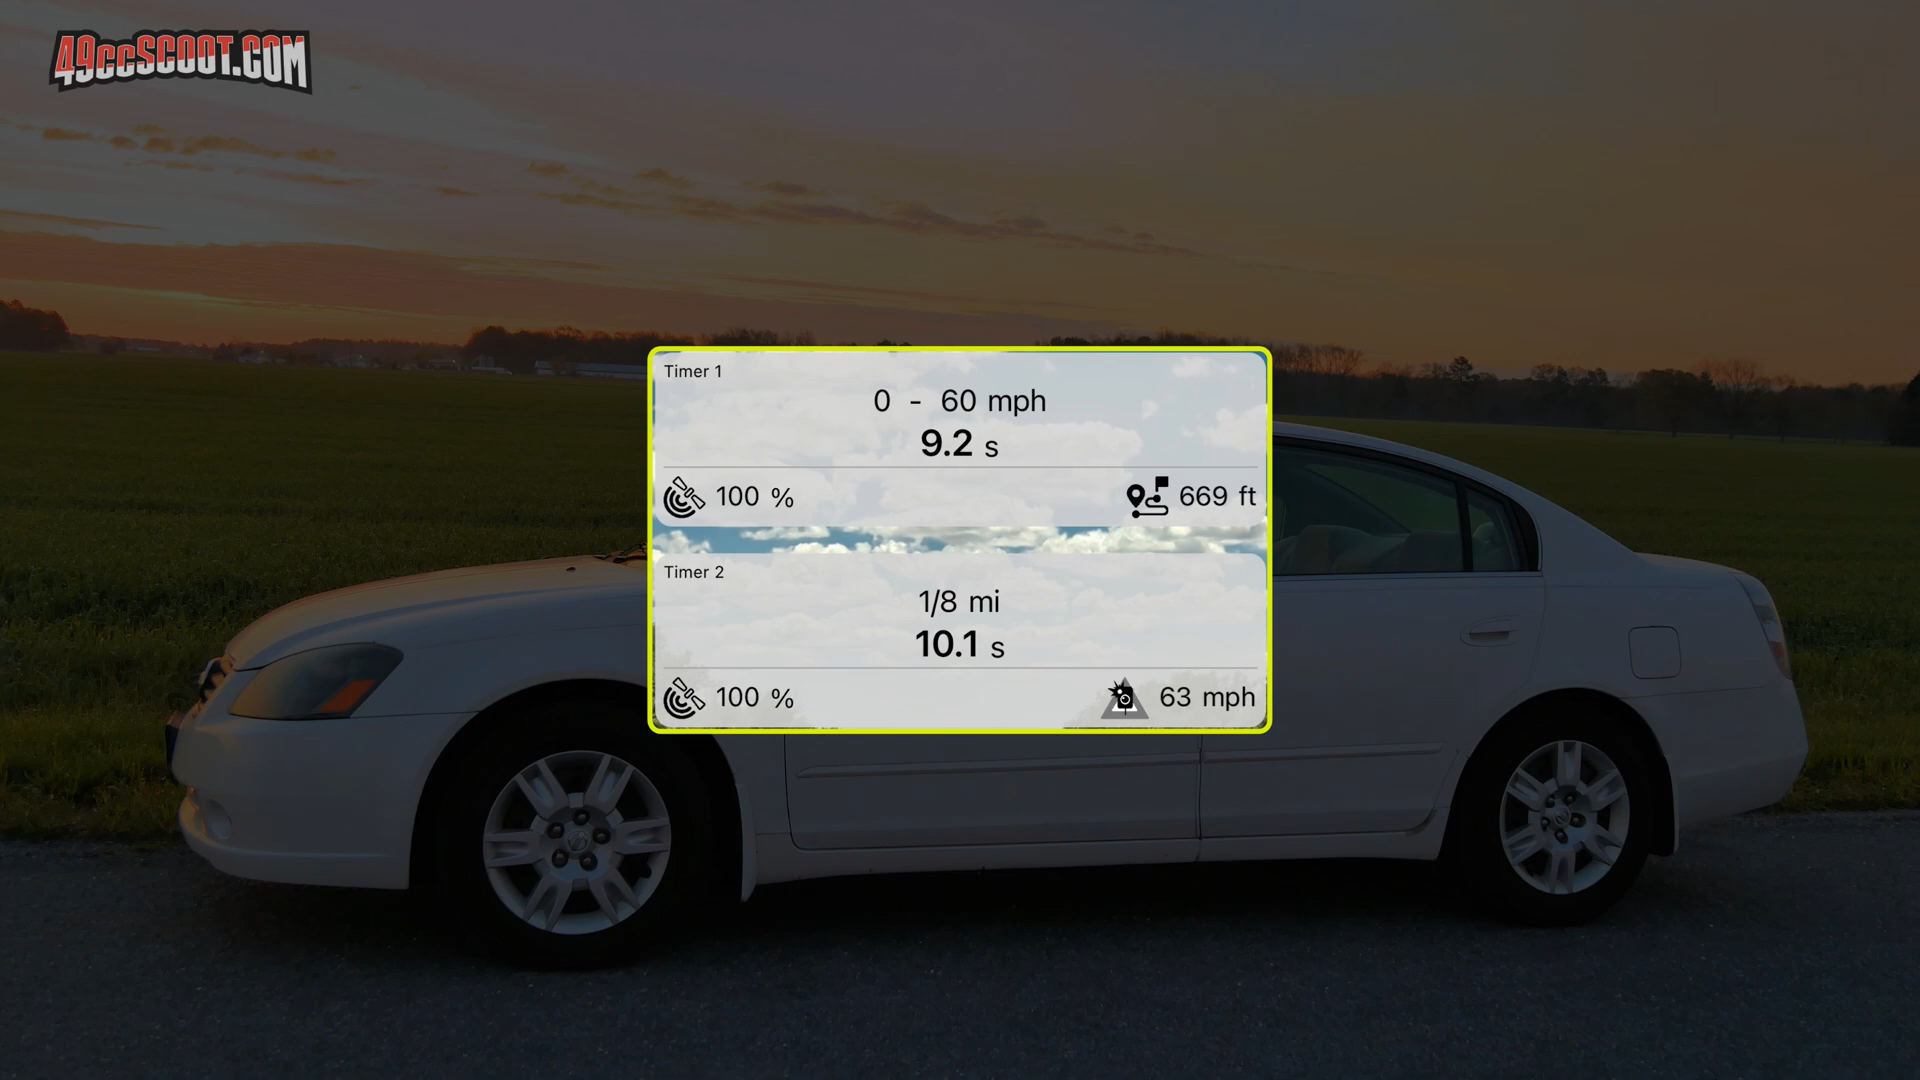 49ccSCOOT.COM
Timer 1
0 - 60 mph
9.2 s
100 %
669 ft
Timer 2
1/8 mi
10.1 s
100 %
63 mph